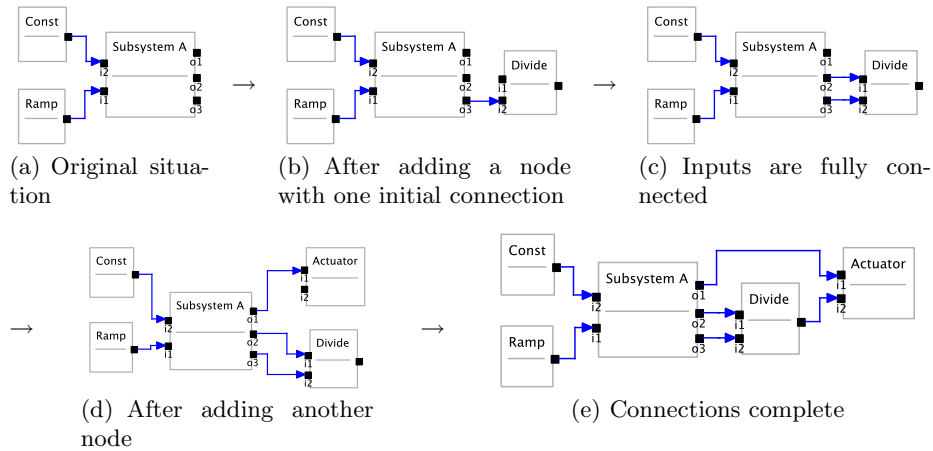 Const
Subsystem A
o1
i2
o2
i1
o3
Ramp
→
Const
Subsystem A
o1
i2
Divide
o2
i1
i1
o3
i2
Ramp
→
Const
Subsystem A
o1
i2
Divide
o2
i1
i1
o3
i2
Ramp
(a) Original situa-
tion
(b) After adding a node
with one initial connection
(c) Inputs are fully con-
nected
→
Const
Actuator
i1
i2
Subsystem A
o1
i2
Ramp
o2
i1
Divide
o3
i1
i2
→
Const
Actuator
Subsystem A
i1
o1
i2
i2
Divide
o2
i1
i1
Ramp
o3
i2
(d) After adding another
node
(e) Connections complete